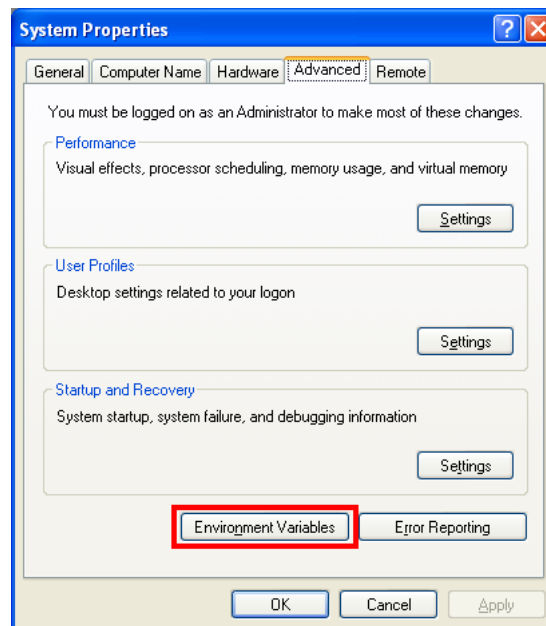 System Properties
General Computer Name Hardware Advanced Remote
You must be logged on as an Administrator to make most of these changes.
Performance
Visual effects, processor scheduling, memory usage, and virtual memory
Settings
User Profiles
Desktop settings related to your logon
Settings
Startup and Recovery
System startup, system failure, and debugging information
Settings
Environment Variables Error Reporting
OK Cancel Apply